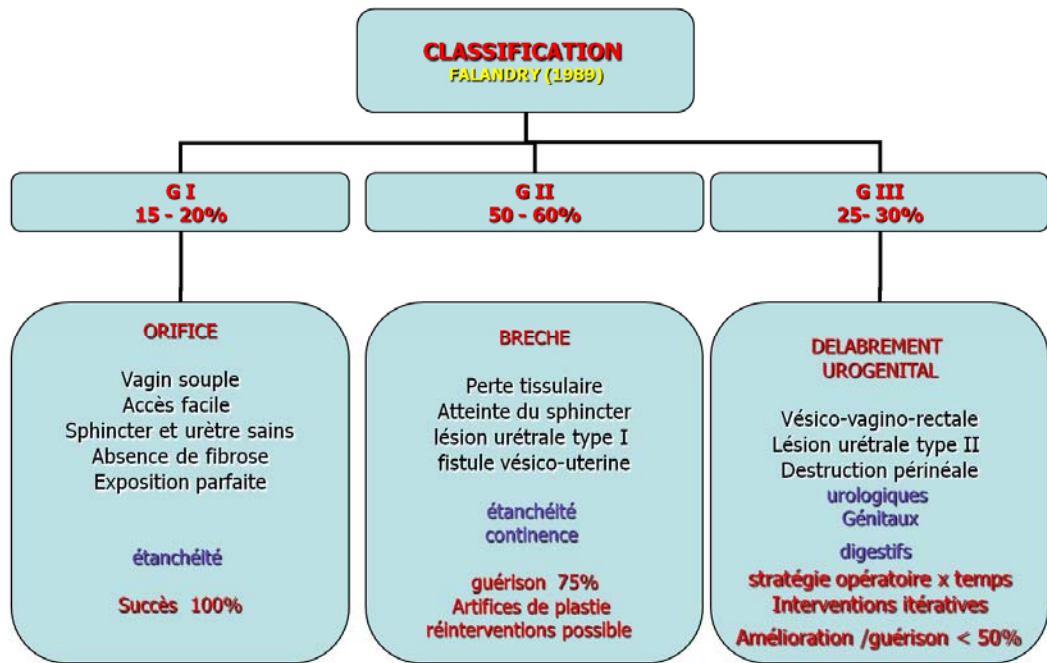 CLASSIFICATION
FALANDRY (1989)
G I
15 - 20%
G II
50 - 60%
G III
25- 30%
ORIFICE
Vagin souple
Accès facile
Sphincter et urètre sains
Absence de fibrose
Exposition parfaite
étanchéité
Succès 100%
BRECHE
Perte tissulaire
Atteinte du sphincter
lésion urétrale type I
fistule vésico-uterine
étanchéité
continence
guérison 75%
Artifices de plastie
réinterventions possible
DELABREMENT
UROGENITAL
Vésico-vagino-rectale
Lésion urétrale type II
Destruction périnéale
urologiques
Génitaux
digestifs
stratégie opératoire x temps
Interventions itératives
Amélioration /guérison < 50%